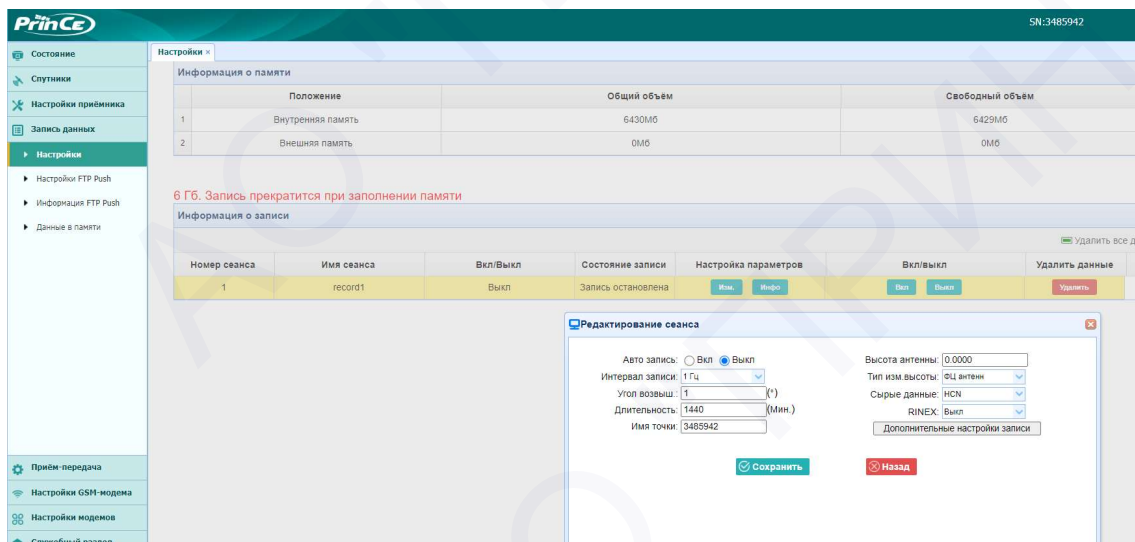 PrinCe
SN:3485942
Состояние
Спутники
Настройки приёмника
Запись данных
Настройки
Настройки FTP Push
Информация FTP Push
Данные в памяти
Приём-передача
Настройки GSM-модема
Настройки модемов
Служебный раздел
Настройки ×
Информация о памяти
Положение Общий объём Свободный объём
1 Внутренняя память 6430Мб 6429Мб
2 Внешняя память 0Мб 0Мб
6 Гб. Запись прекратится при заполнении памяти
Информация о записи
Удалить все д
Номер сеанса Имя сеанса Вкл/Выкл Состояние записи Настройка параметров Вкл/выкл Удалить данные
1 record1 Выкл Запись остановлена Изм. Инфо Вкл Выкл Удалить
Редактирование сеанса
Авто запись: Вкл Выкл Высота антенны: 0.0000
Интервал записи: 1 Гц Тип изм.высоты: ФЦ антенн
Угол возвыш.: 1 (°) Сырые данные: HCN
Длительность: 1440 (Мин.) RINEX: Выкл
Имя точки: 3485942 Дополнительные настройки записи
Сохранить Назад
АО ПРИН